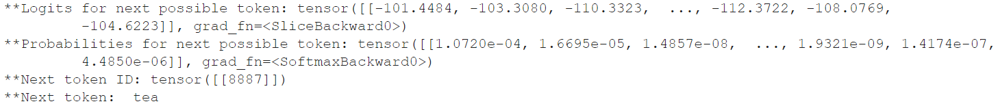 **Logits for next possible token: tensor([[-101.4484, -103.3080, -110.3323,  ..., -112.3722, -108.0769,
-104.6223]], grad_fn=<SliceBackward0>)
**Probabilities for next possible token: tensor([[1.0720e-04, 1.6695e-05, 1.4857e-08,  ..., 1.9321e-09, 1.4174e-07,
4.4850e-06]], grad_fn=<SoftmaxBackward0>)
**Next token ID: tensor([[8887]])
**Next token:  tea